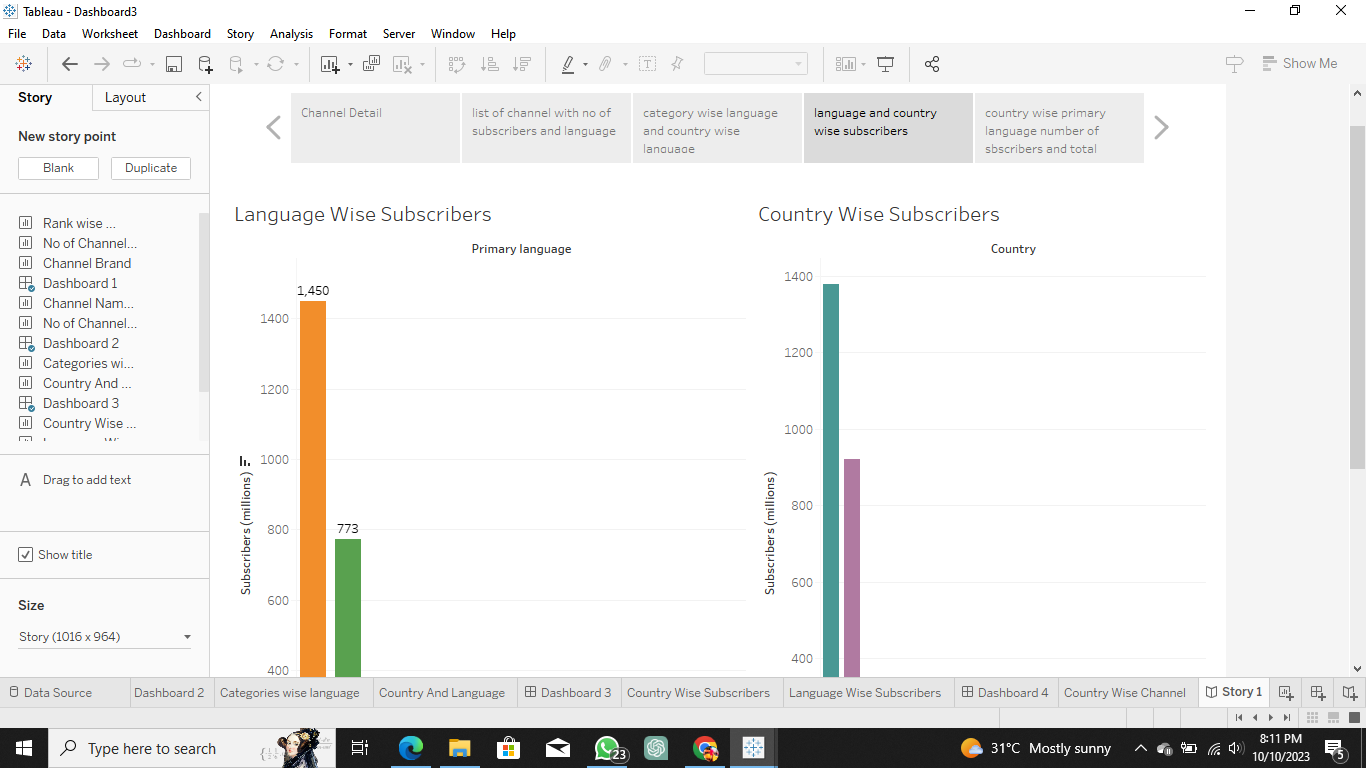 Tableau - Dashboard3
File Data Worksheet Dashboard Story Analysis Format Server Window Help
Show Me
Story Layout
New story point
Blank Duplicate
Rank wise ...
No of Channel...
Channel Brand
Dashboard 1
Channel Nam...
No of Channel...
Dashboard 2
Categories wi...
Country And ...
Dashboard 3
Country Wise ...
A Drag to add text
Show title
Size
Story (1016 x 964)
Channel Detail
list of channel with no of
subscribers and language
category wise language
and country wise
language
language and country
wise subscribers
country wise primary
language number of
sbscribers and total
Language Wise Subscribers
Primary language
1,450
773
1400
1200
1000
800
600
400
Subscribers (millions)
Country Wise Subscribers
Country
1400
1200
1000
800
600
400
Subscribers (millions)
Data Source Dashboard 2 Categories wise language Country And Language Dashboard 3 Country Wise Subscribers Language Wise Subscribers Dashboard 4 Country Wise Channel Story 1
Type here to search
23
31°C Mostly sunny
8:11 PM
10/10/2023
5